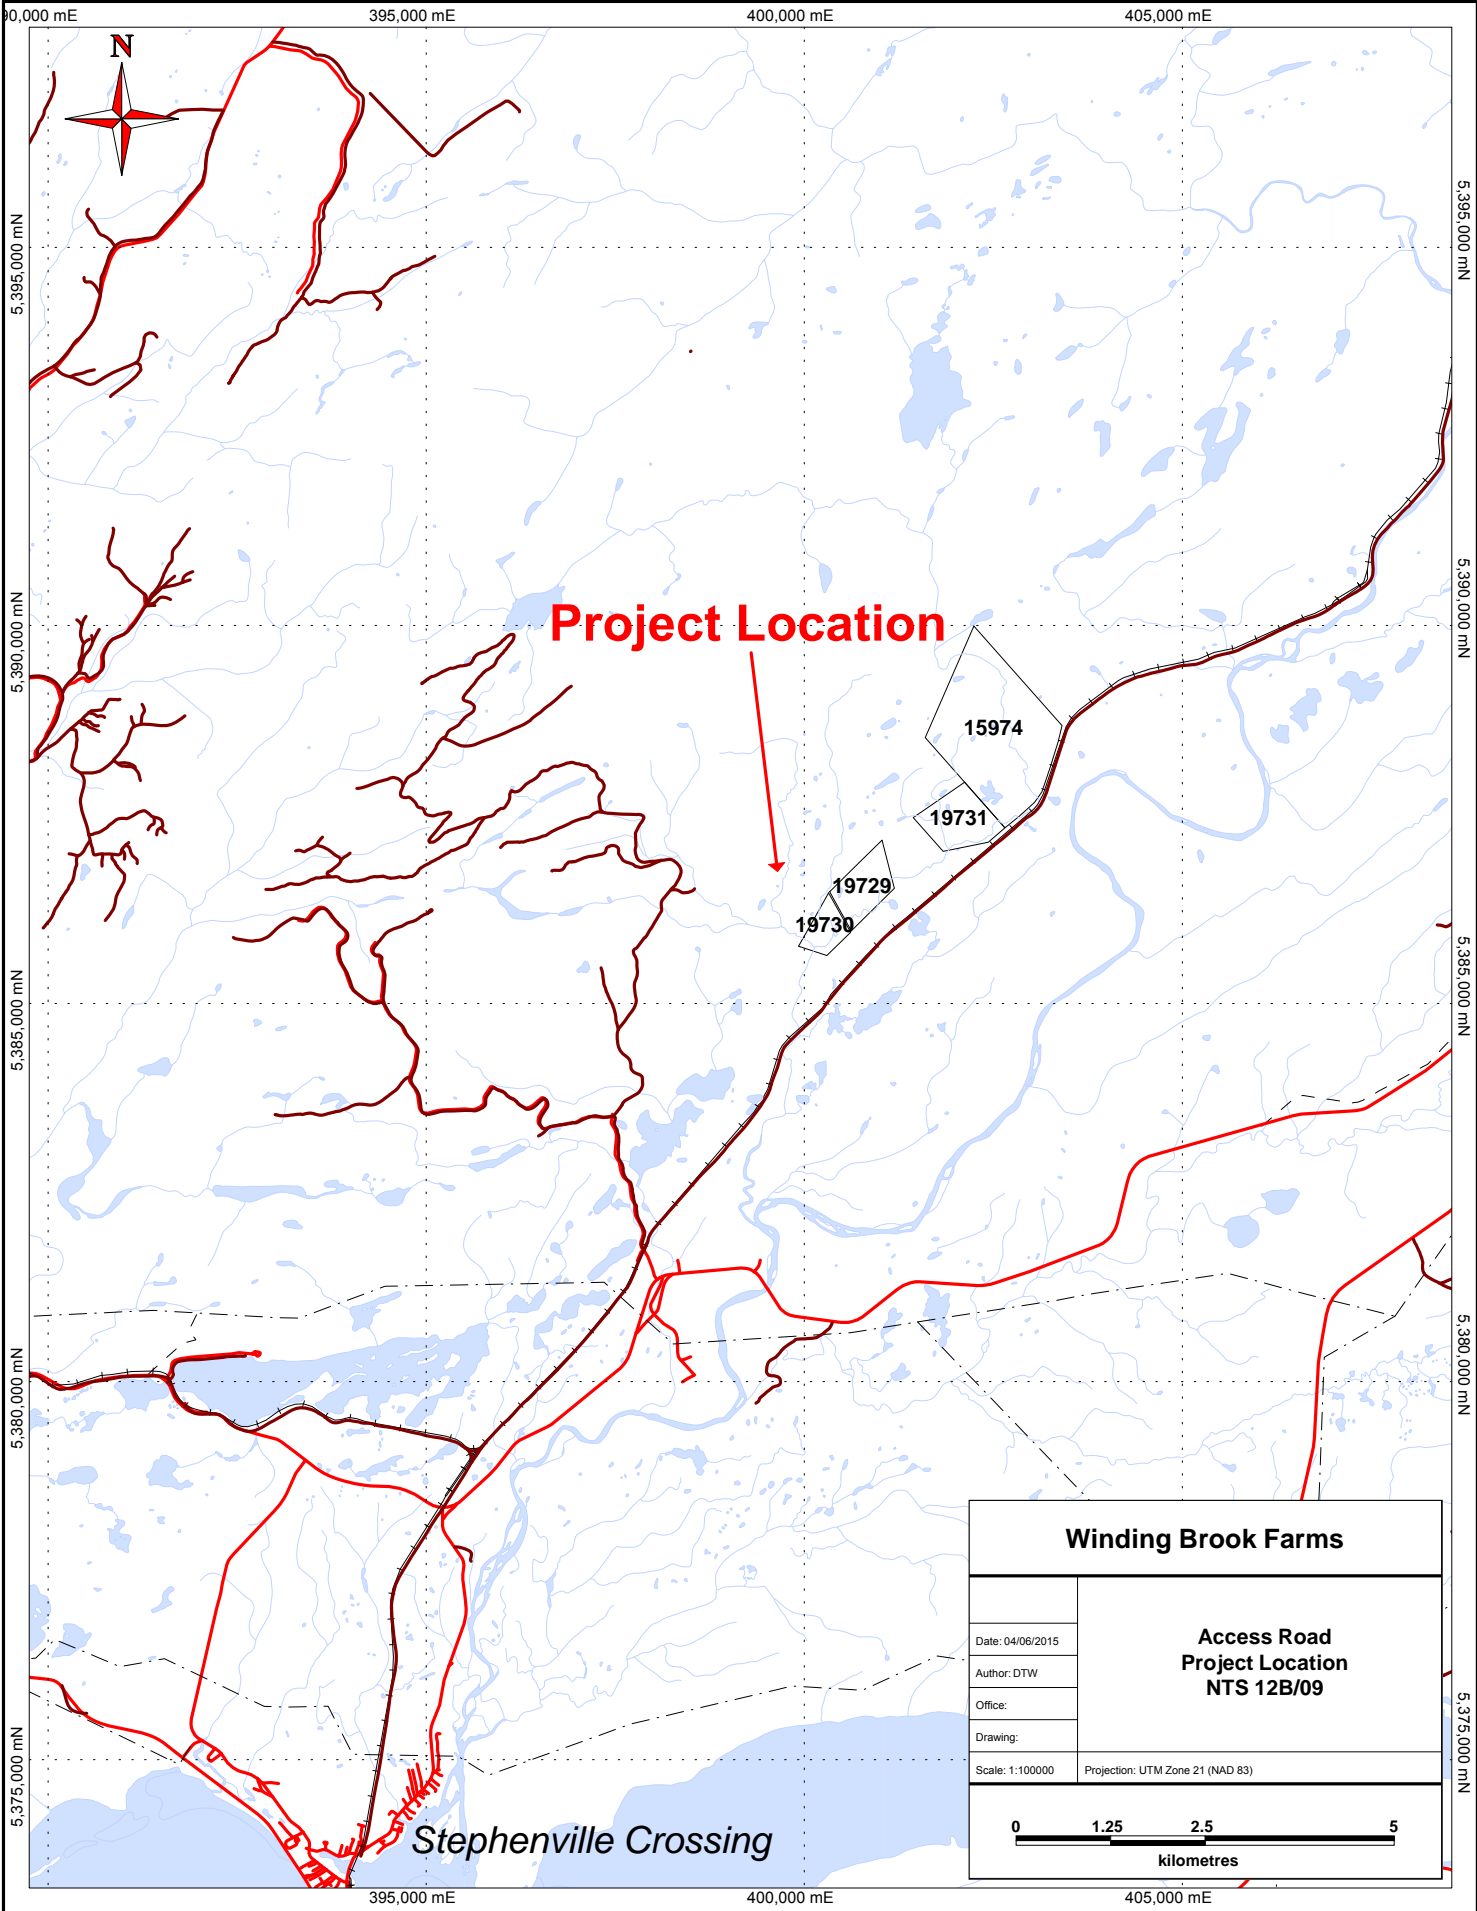 90,000 mE
395,000 mE
400,000 mE
405,000 mE
N
5,395,000 mN
5,395,000 mN
5,390,000 mN
5,390,000 mN
Project Location
15974
19731
19729
19730
5,385,000 mN
5,385,000 mN
5,380,000 mN
5,380,000 mN
5,375,000 mN
5,375,000 mN
Stephenville Crossing
Winding Brook Farms
Date: 04/06/2015
Author: DTW
Office:
Drawing:
Scale: 1:100000
Access Road
Project Location
NTS 12B/09
Projection: UTM Zone 21 (NAD 83)
0 1.25 2.5 5
kilometres
395,000 mE
400,000 mE
405,000 mE